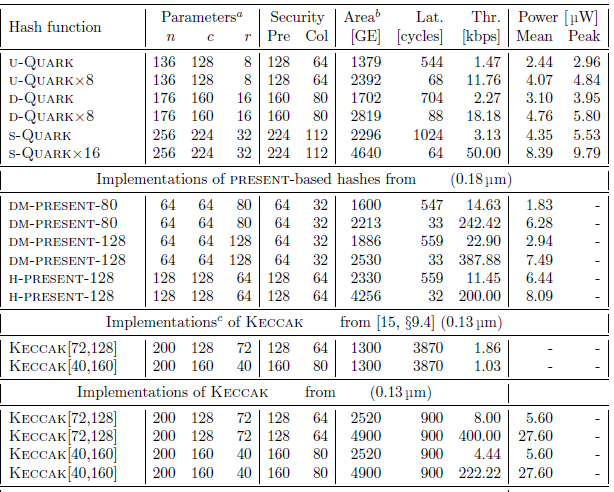 Hash function Parametersᵃ Security Areaᵇ Lat. Thr. Power [µW]
n c r Pre Col [GE] [cycles] [kbps] Mean Peak
U-QUARK 136 128 8 128 64 1379 544 1.47 2.44 2.96
U-QUARK×8 136 128 8 128 64 2392 68 11.76 4.07 4.84
D-QUARK 176 160 16 160 80 1702 704 2.27 3.10 3.95
D-QUARK×8 176 160 16 160 80 2819 88 18.18 4.76 5.80
S-QUARK 256 224 32 224 112 2296 1024 3.13 4.35 5.53
S-QUARK×16 256 224 32 224 112 4640 64 50.00 8.39 9.79
Implementations of PRESENT-based hashes from (0.18 µm)
DM-PRESENT-80 64 64 80 64 32 1600 547 14.63 1.83 -
DM-PRESENT-80 64 64 80 64 32 2213 33 242.42 6.28 -
DM-PRESENT-128 64 64 128 64 32 1886 559 22.90 2.94 -
DM-PRESENT-128 64 64 128 64 32 2530 33 387.88 7.49 -
H-PRESENT-128 128 128 64 128 64 2330 559 11.45 6.44 -
H-PRESENT-128 128 128 64 128 64 4256 32 200.00 8.09 -
Implementationsᶜ of KECCAK from [15, §9.4] (0.13 µm)
KECCAK[72,128] 200 128 72 128 64 1300 3870 1.86 - -
KECCAK[40,160] 200 160 40 160 80 1300 3870 1.03 - -
Implementations of KECCAK from (0.13 µm)
KECCAK[72,128] 200 128 72 128 64 2520 900 8.00 5.60 -
KECCAK[72,128] 200 128 72 128 64 4900 900 400.00 27.60 -
KECCAK[40,160] 200 160 40 160 80 2520 900 4.44 5.60 -
KECCAK[40,160] 200 160 40 160 80 4900 900 222.22 27.60 -